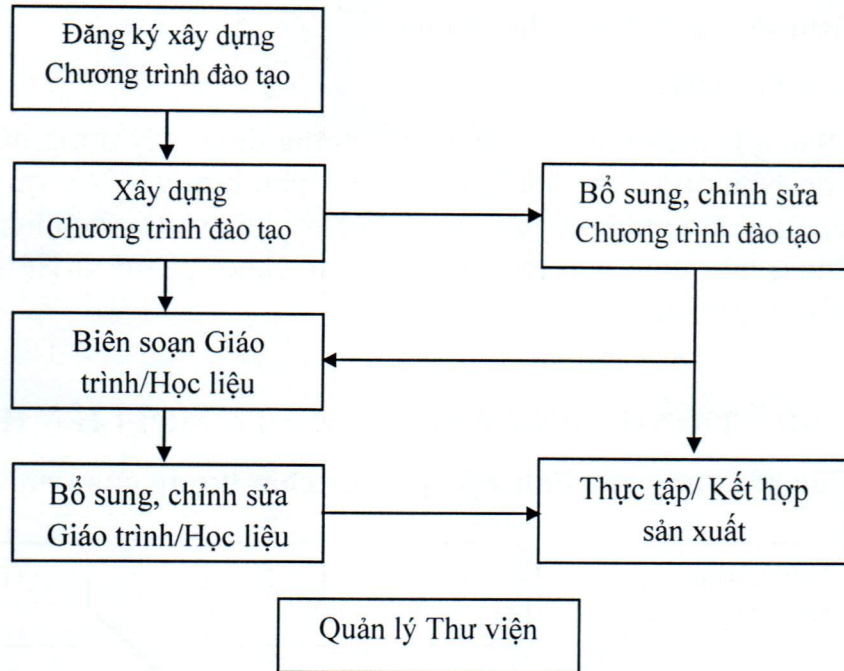 Đăng ký xây dựng
Chương trình đào tạo
Xây dựng
Chương trình đào tạo
Bổ sung, chỉnh sửa
Chương trình đào tạo
Biên soạn Giáo
trình/Học liệu
Bổ sung, chỉnh sửa
Giáo trình/Học liệu
Thực tập/ Kết hợp
sản xuất
Quản lý Thư viện